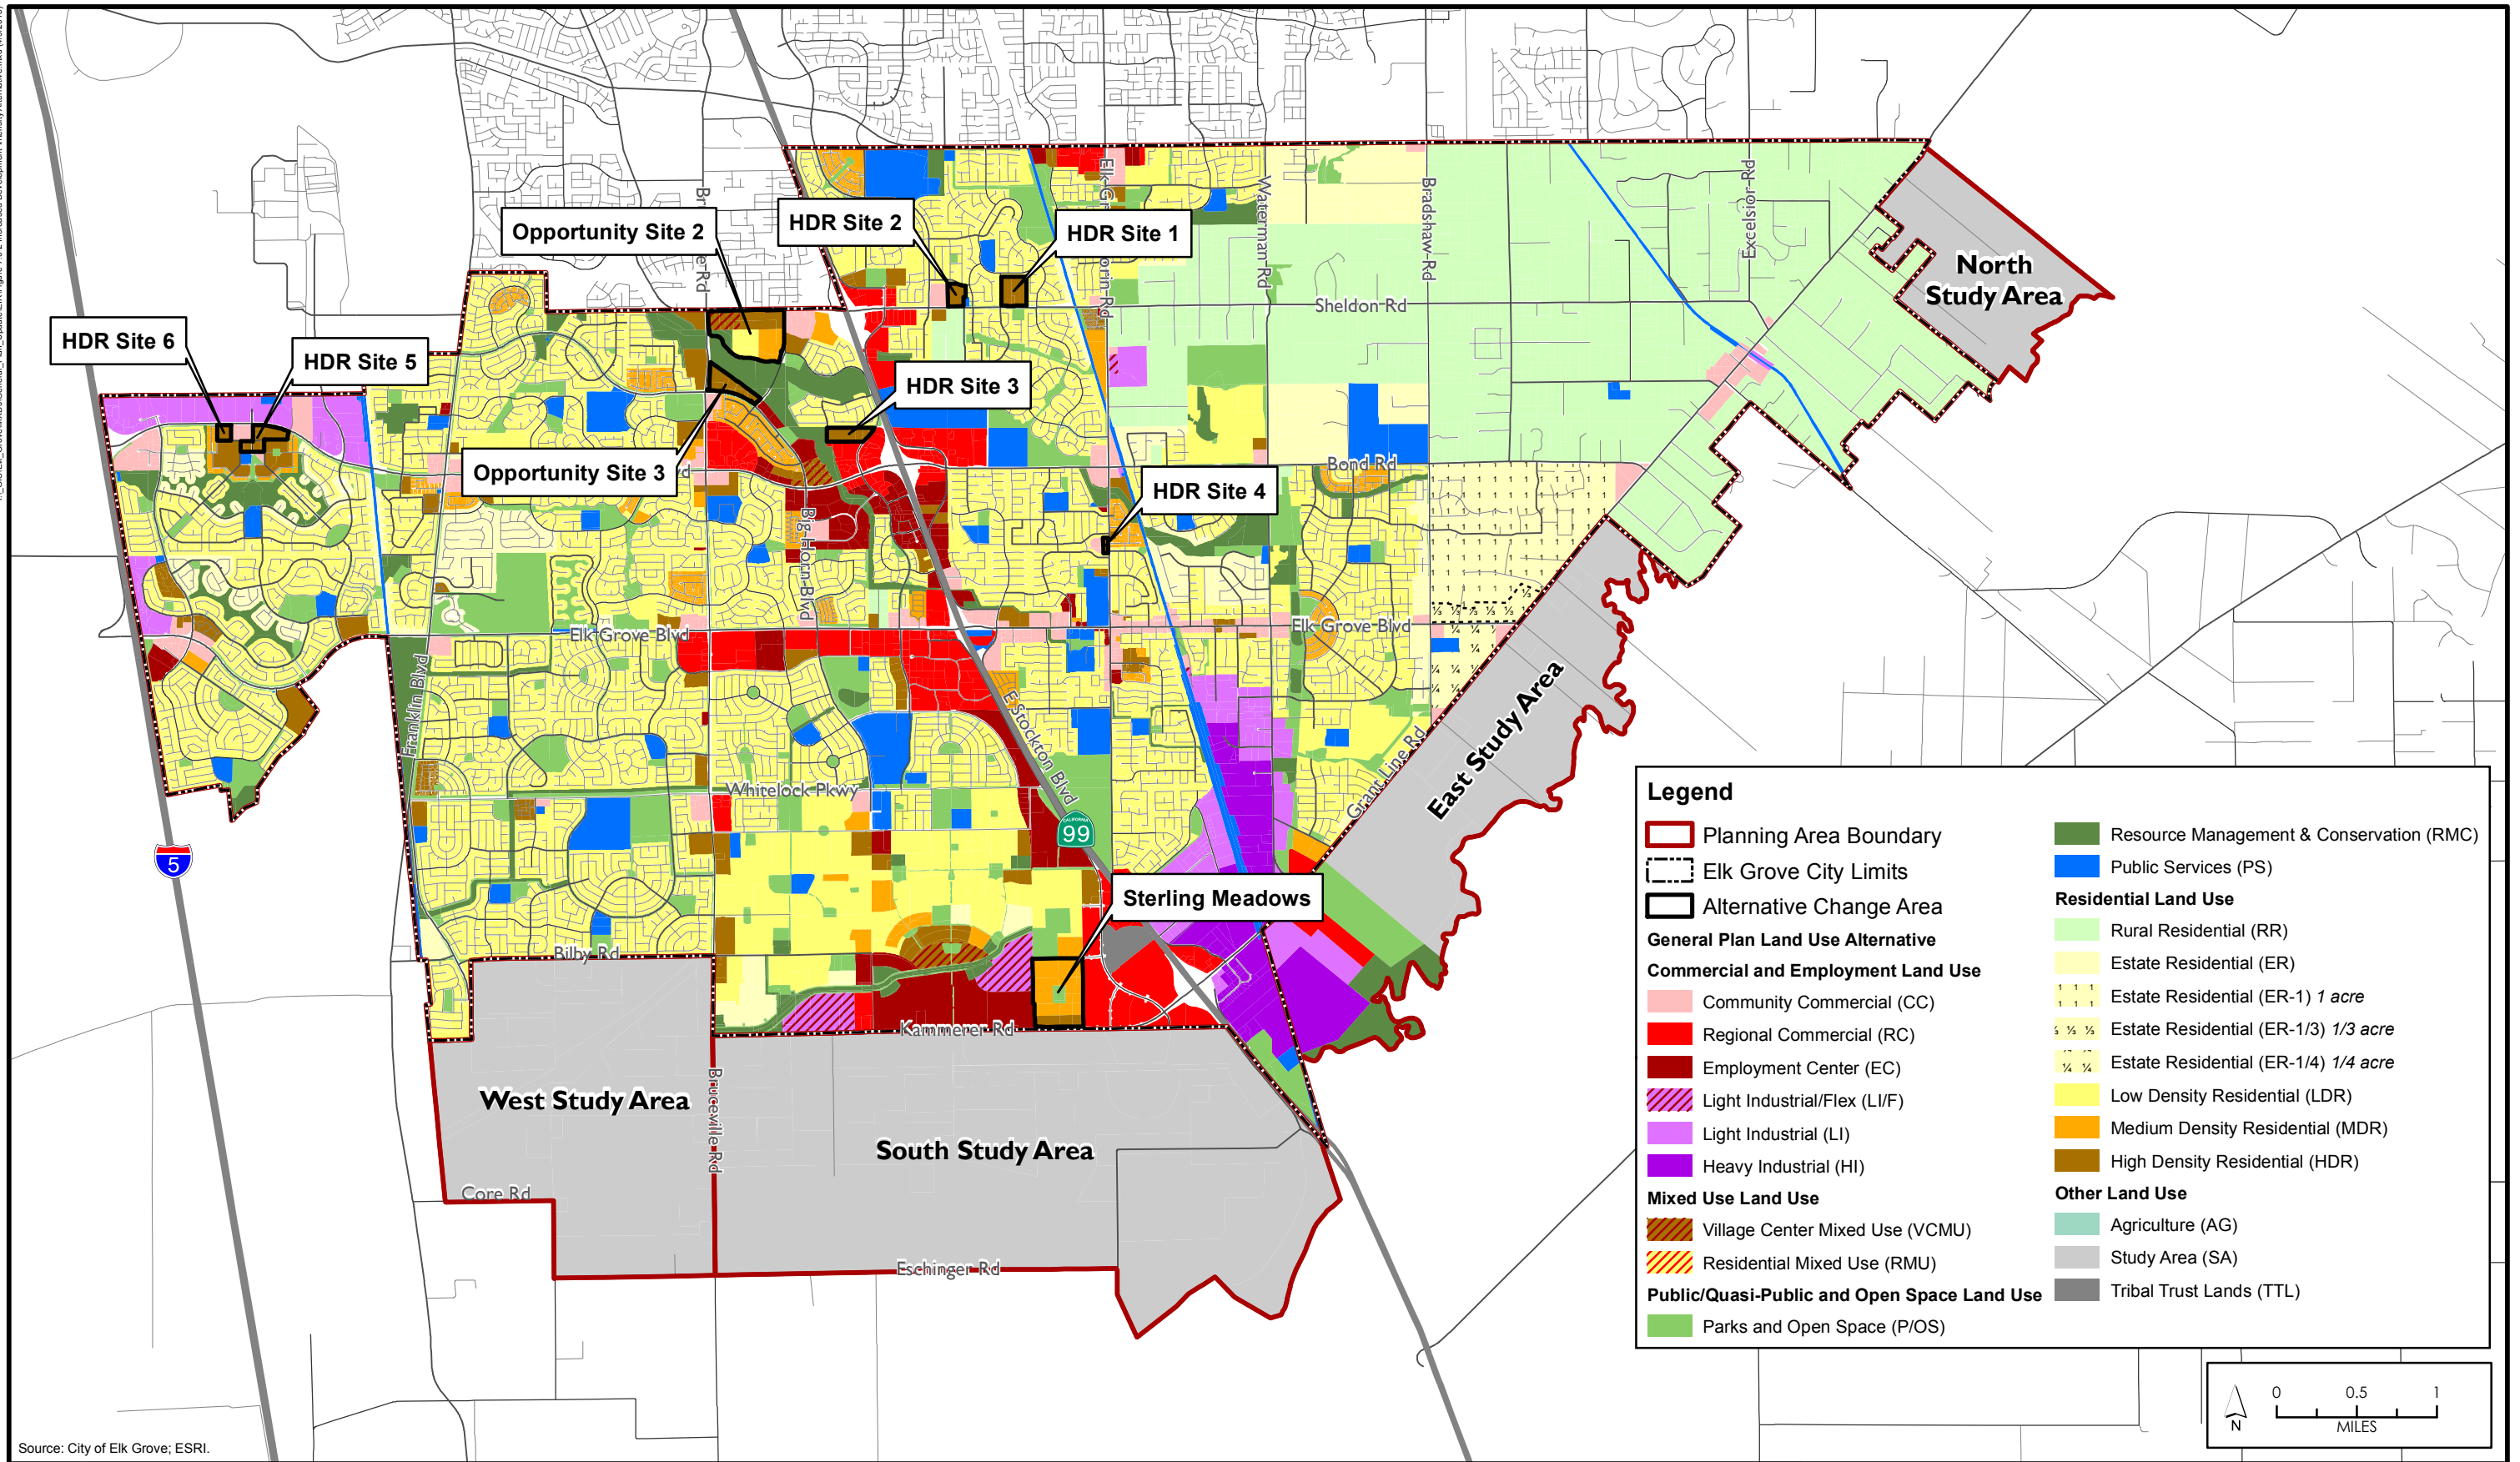 Opportunity Site 2
HDR Site 2
HDR Site 1
HDR Site 6
HDR Site 5
HDR Site 3
Opportunity Site 3
HDR Site 4
Sterling Meadows
North
Study Area
East Study Area
West Study Area
South Study Area
Waterman Rd
Bradshaw Rd
Excelsior Rd
Sheldon Rd
Bond Rd
Big Horn Blvd
Elk Grove Blvd
Elk Grove Blvd
Franklin Blvd
E Stockton Blvd
Whitelock Pkwy
Grant Line Rd
CALIFORNIA
99
5
Bilby Rd
Kammerer Rd
Bruceville Rd
Core Rd
Eschinger Rd
Legend
Planning Area Boundary
Elk Grove City Limits
Alternative Change Area
General Plan Land Use Alternative
Commercial and Employment Land Use
Community Commercial (CC)
Regional Commercial (RC)
Employment Center (EC)
Light Industrial/Flex (LI/F)
Light Industrial (LI)
Heavy Industrial (HI)
Mixed Use Land Use
Village Center Mixed Use (VCMU)
Residential Mixed Use (RMU)
Public/Quasi-Public and Open Space Land Use
Parks and Open Space (P/OS)
Resource Management & Conservation (RMC)
Public Services (PS)
Residential Land Use
Rural Residential (RR)
Estate Residential (ER)
Estate Residential (ER-1) 1 acre
Estate Residential (ER-1/3) 1/3 acre
Estate Residential (ER-1/4) 1/4 acre
Low Density Residential (LDR)
Medium Density Residential (MDR)
High Density Residential (HDR)
Other Land Use
Agriculture (AG)
Study Area (SA)
Tribal Trust Lands (TTL)
N
0 0.5 1
MILES
Source: City of Elk Grove; ESRI.